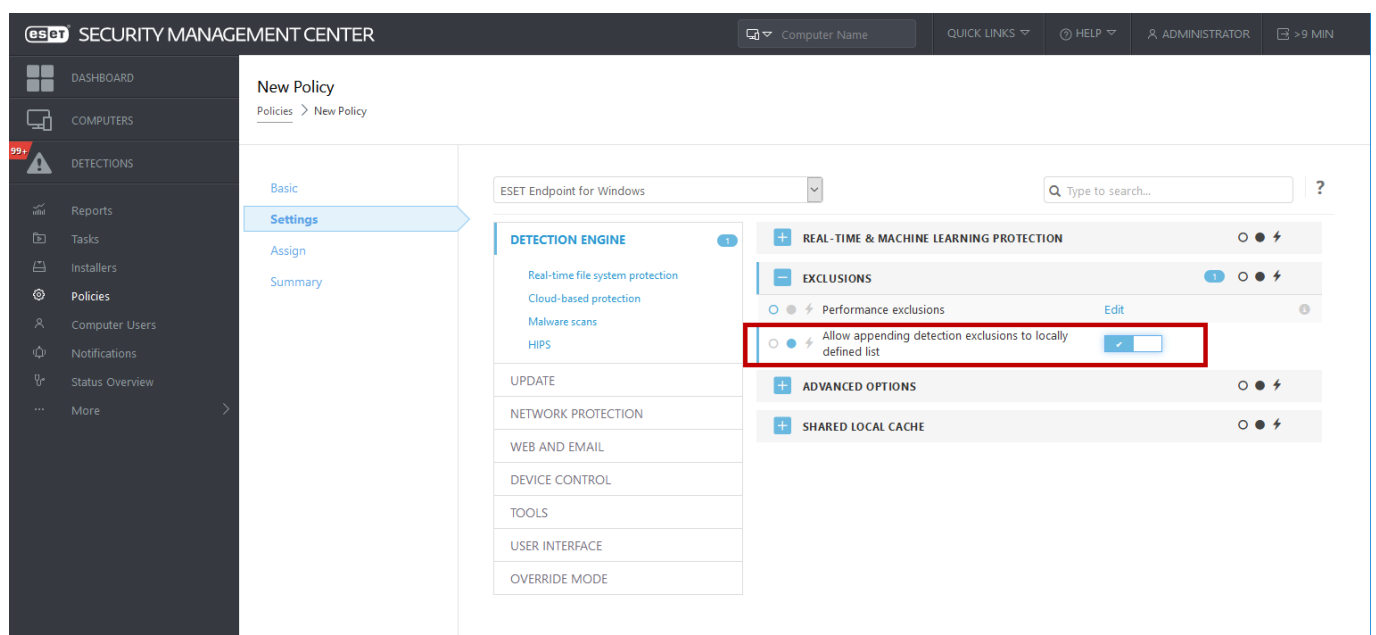 eset SECURITY MANAGEMENT CENTER
Computer Name
QUICK LINKS
HELP
ADMINISTRATOR
>9 MIN
DASHBOARD
COMPUTERS
99+
DETECTIONS
Reports
Tasks
Installers
Policies
Computer Users
Notifications
Status Overview
More
New Policy
Policies > New Policy
Basic
Settings
Assign
Summary
ESET Endpoint for Windows
Type to search...
?
DETECTION ENGINE 1
Real-time file system protection
Cloud-based protection
Malware scans
HIPS
UPDATE
NETWORK PROTECTION
WEB AND EMAIL
DEVICE CONTROL
TOOLS
USER INTERFACE
OVERRIDE MODE
REAL-TIME & MACHINE LEARNING PROTECTION
EXCLUSIONS 1
Performance exclusions Edit
Allow appending detection exclusions to locally
defined list
ADVANCED OPTIONS
SHARED LOCAL CACHE